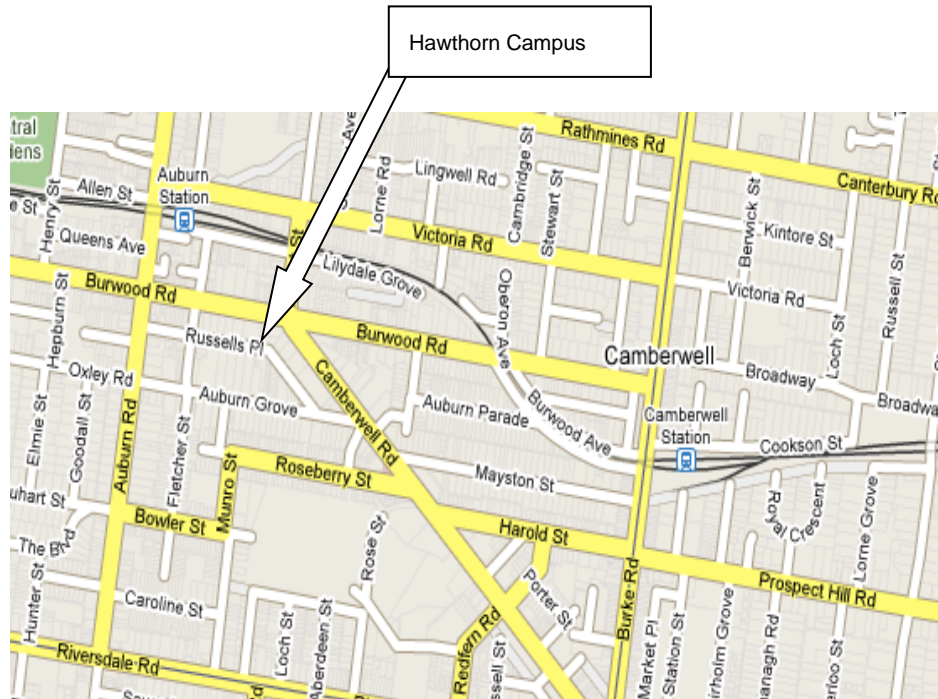 Hawthorn Campus
Rathmines Rd
Canterbury Rd
Allen St
Auburn
Station
Lorne Rd
Lingwell Rd
Cambridge St
Stewart St
Berwick St
Kintore St
Henry St
Queens Ave
Victoria Rd
Lilydale Grove
Oberon Ave
Victoria Rd
Russell St
Loch St
Burwood Rd
Hepburn St
Russells Pl
Burwood Rd
Camberwell
Broadway
Oxley Rd
Auburn Grove
Camberwell Rd
Auburn Parade
Burwood Ave
Camberwell
Station
Cookson St
Elmie St
Goodall St
Auburn Rd
Fletcher St
Munro St
Roseberry St
Mayston St
Royal Crescent
Lorne Grove
Bowler St
Harold St
Rose St
Hunter St
Caroline St
Porter St
Burke Rd
Prospect Hill Rd
Loch St
Aberdeen St
Redfern Rd
Market Pl
Station St
Riversdale Rd